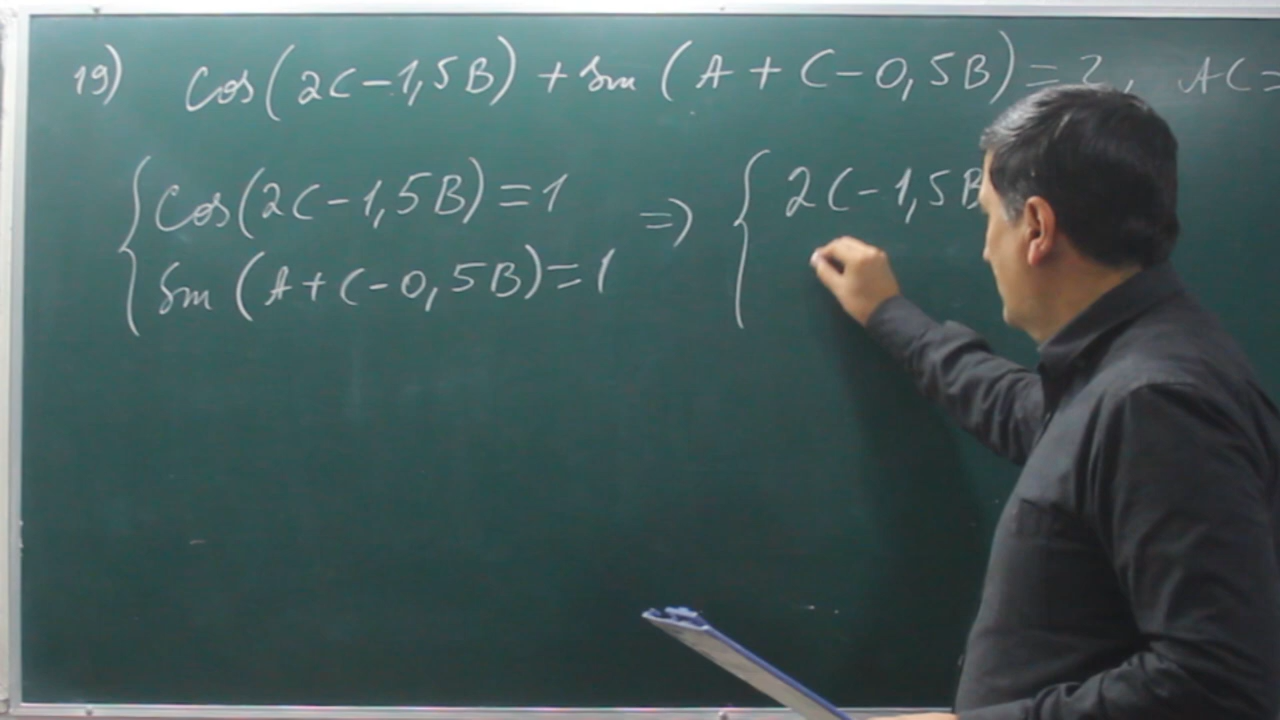 19) Cos(2C-1,5B)+Sin(A+C-0,5B)=2, AC=
Cos(2C-1,5B)=1 => 2C-1,5B
Sin(A+C-0,5B)=1